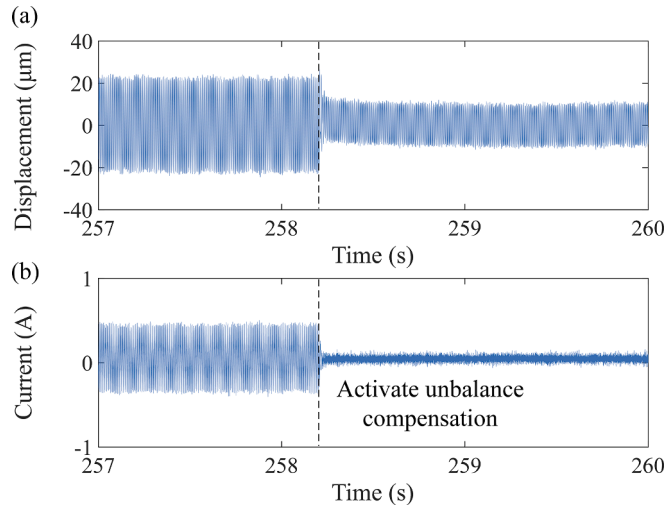 (a)
Displacement (μm)
40
20
0
-20
-40
257
258
259
260
Time (s)
(b)
Current (A)
1
0
-1
Activate unbalance
compensation
257
258
259
260
Time (s)